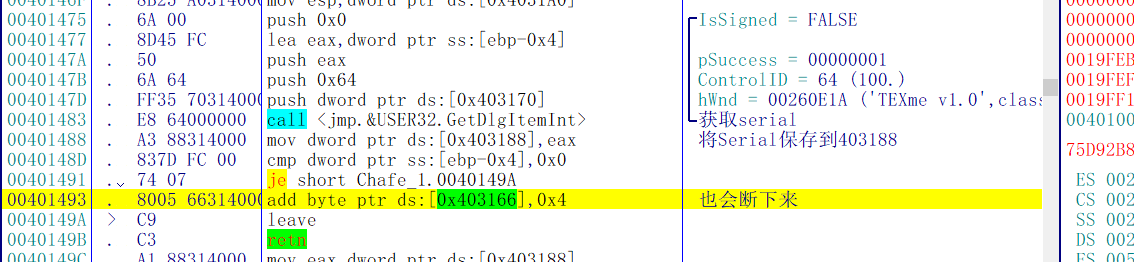 8B25 A0314000 mov esp,dword ptr ds:[0x4031A0]
00401475 . 6A 00 push 0x0 IsSigned = FALSE
00401477 . 8D45 FC lea eax,dword ptr ss:[ebp-0x4]
0040147A . 50 push eax pSuccess = 00000001
0040147B . 6A 64 push 0x64 ControlID = 64 (100.)
0040147D . FF35 70314000 push dword ptr ds:[0x403170] hWnd = 00260E1A ('TEXme v1.0',class
00401483 . E8 64000000 call <jmp.&USER32.GetDlgItemInt> 获取serial
00401488 . A3 88314000 mov dword ptr ds:[0x403188],eax 将Serial保存到403188
0040148D . 837D FC 00 cmp dword ptr ss:[ebp-0x4],0x0
00401491 . 74 07 je short Chafe_1.0040149A
00401493 . 8005 66314000 add byte ptr ds:[0x403166],0x4 也会断下来
0040149A > C9 leave
0040149B . C3 retn
0040149C . A1 88314000 mov eax,dword ptr ds:[0x403188]
0000000
0000000
0000000
0019FEB
0019FEF
0019FF1
0040100
75D92B8
ES 002
CS 002
SS 002
DS 002
FS 005